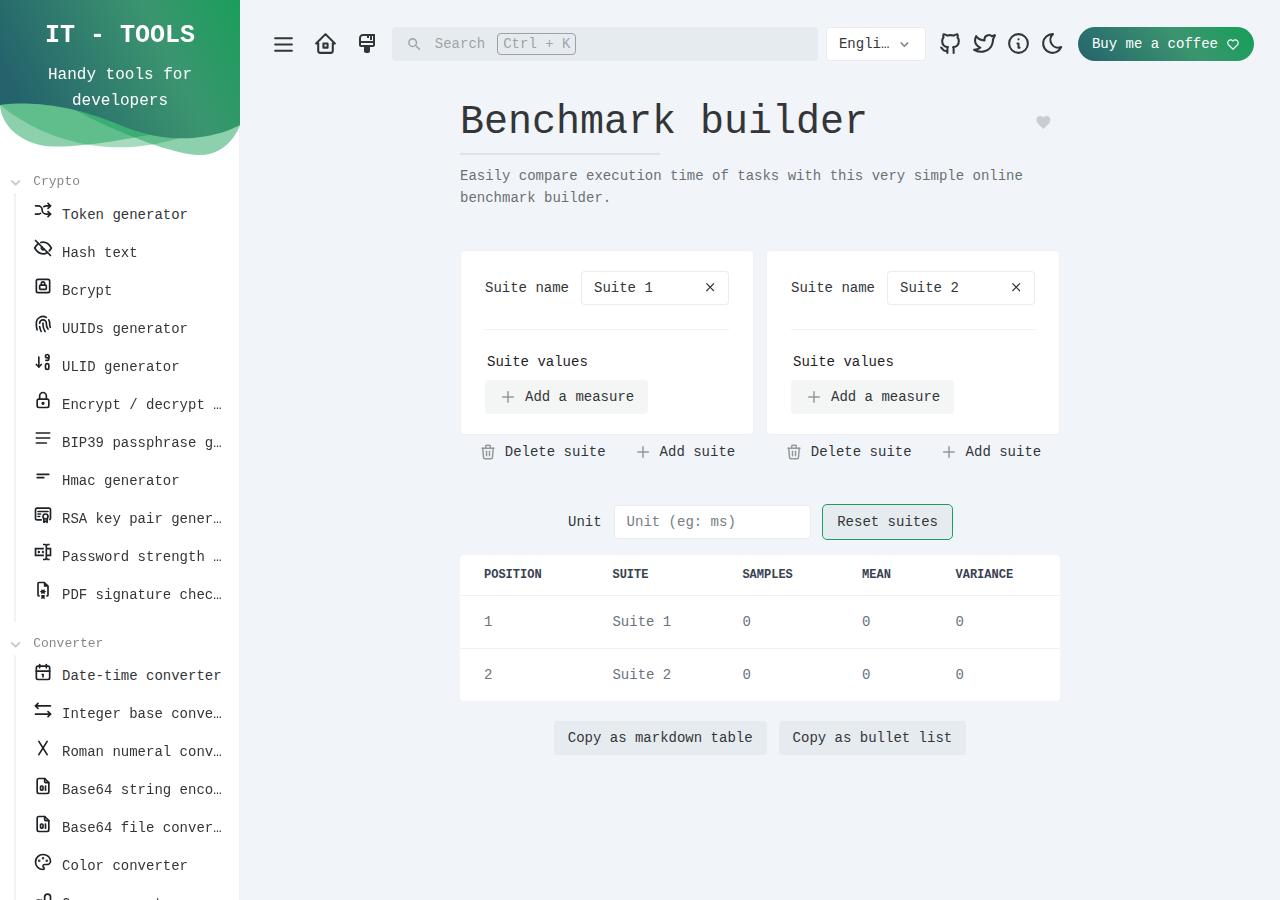 IT - TOOLS
Handy tools for
developers
Crypto
Token generator
Hash text
Bcrypt
UUIDs generator
ULID generator
Encrypt / decrypt …
BIP39 passphrase g…
Hmac generator
RSA key pair gener…
Password strength …
PDF signature chec…
Converter
Date-time converter
Integer base conve…
Roman numeral conv…
Base64 string enco…
Base64 file conver…
Color converter
Search Ctrl + K
Engli…
Buy me a coffee
Benchmark builder
Easily compare execution time of tasks with this very simple online
benchmark builder.
Suite name Suite 1
Suite values
Add a measure
Delete suite Add suite
Suite name Suite 2
Suite values
Add a measure
Delete suite Add suite
Unit Unit (eg: ms) Reset suites
POSITION SUITE SAMPLES MEAN VARIANCE
1 Suite 1 0 0 0
2 Suite 2 0 0 0
Copy as markdown table Copy as bullet list